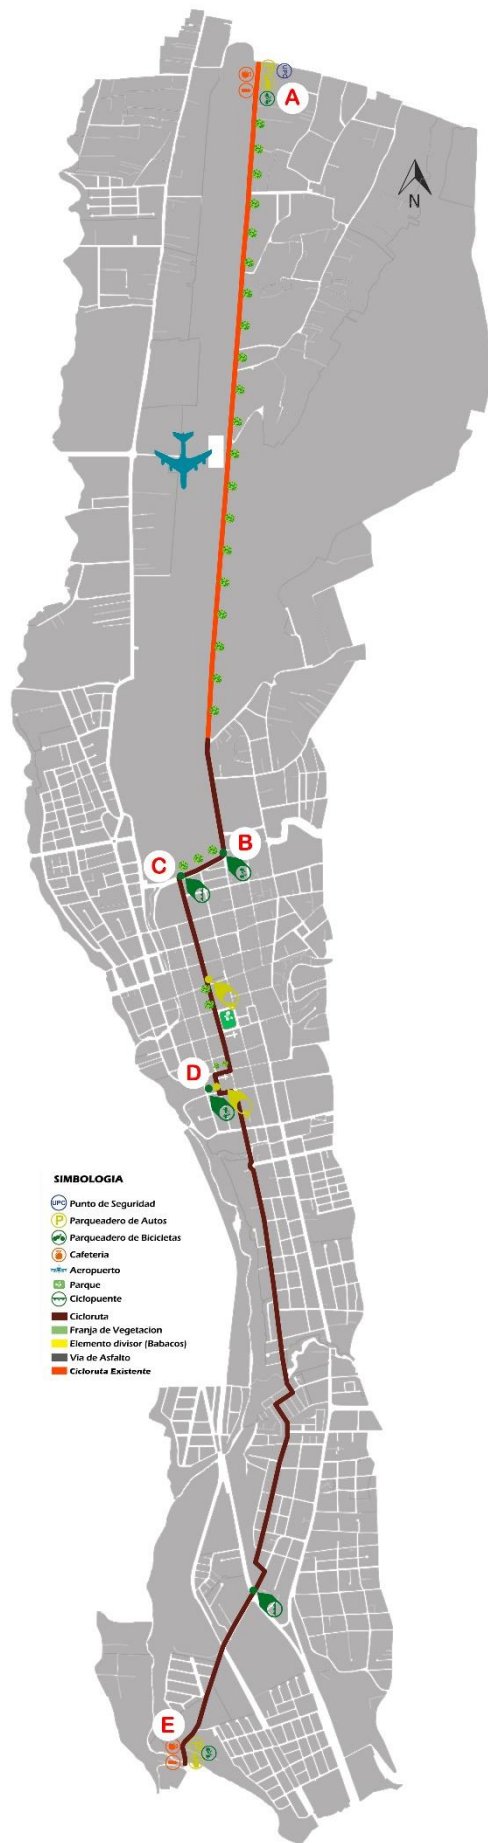 A
N
B
C
D
SIMBOLOGIA
UPC Punto de Seguridad
P Parqueadero de Autos
Parqueadero de Bicicletas
Cafeteria
Aeropuerto
Parque
Ciclopuente
Cicloruta
Franja de Vegetacion
Elemento divisor (Babacos)
Via de Asfalto
Cicloruta Existente
E